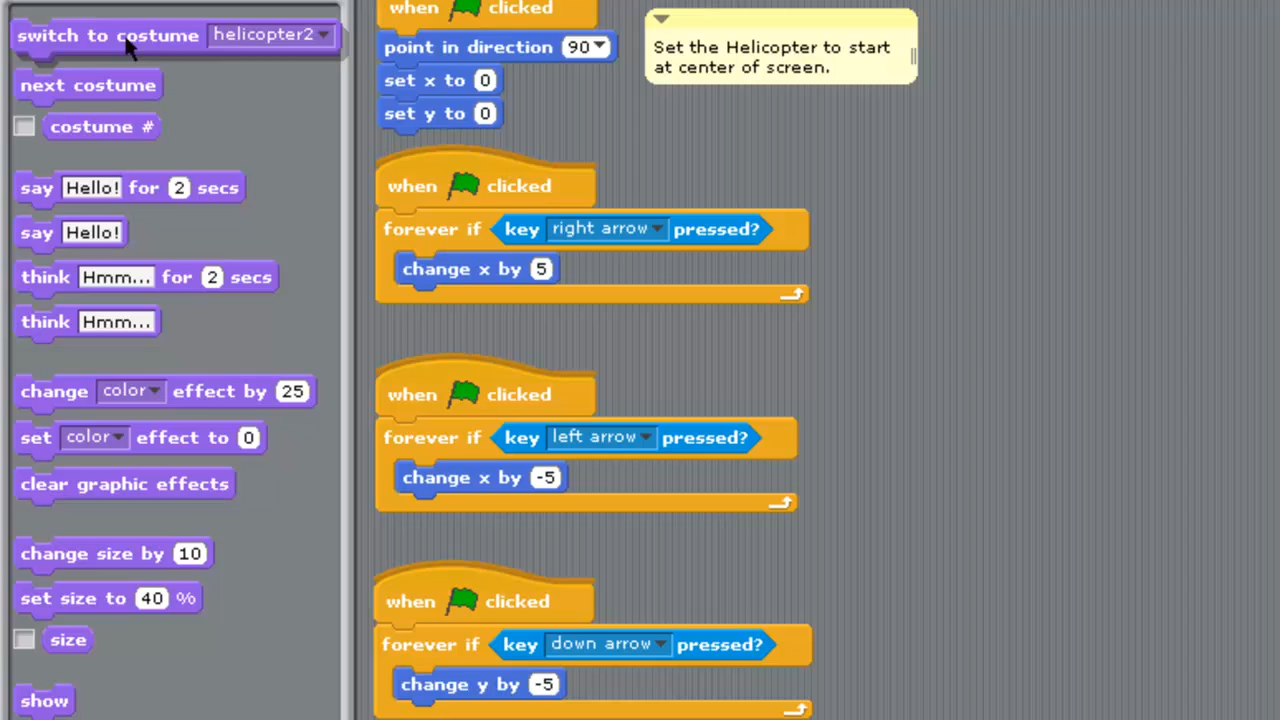 switch to costume helicopter2
next costume
costume #
say Hello! for 2 secs
say Hello!
think Hmm... for 2 secs
think Hmm...
change color effect by 25
set color effect to 0
clear graphic effects
change size by 10
set size to 40 %
size
show
when clicked
point in direction 90
set x to 0
set y to 0
Set the Helicopter to start
at center of screen.
when clicked
forever if key right arrow pressed?
change x by 5
when clicked
forever if key left arrow pressed?
change x by -5
when clicked
forever if key down arrow pressed?
change y by -5